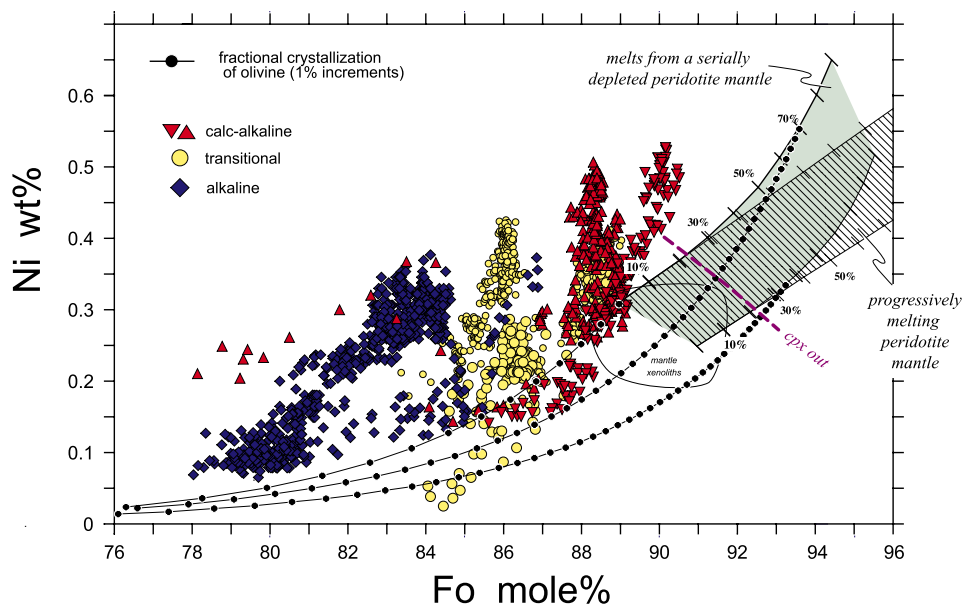 fractional crystallization
of olivine (1% increments)
calc-alkaline
transitional
alkaline
melts from a serially
depleted peridotite mantle
70%
50%
30%
10%
50%
30%
10%
progressively
melting
peridotite
mantle
cpx out
mantle
xenoliths
Ni wt%
0.6
0.5
0.4
0.3
0.2
0.1
0
76 78 80 82 84 86 88 90 92 94 96
Fo mole%